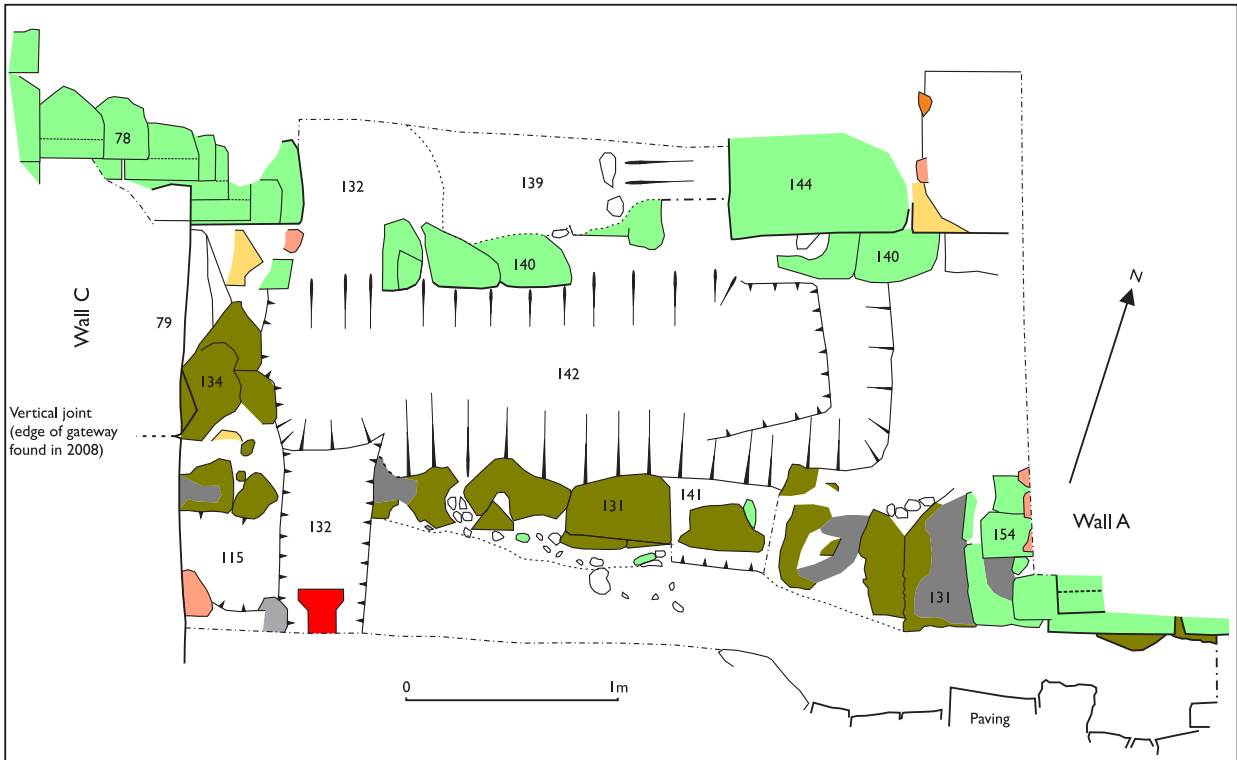 78
132
139
144
140
140
N
Wall C
79
142
134
Vertical joint
(edge of gateway
found in 2008)
131
141
132
115
154
Wall A
131
0
1m
Paving